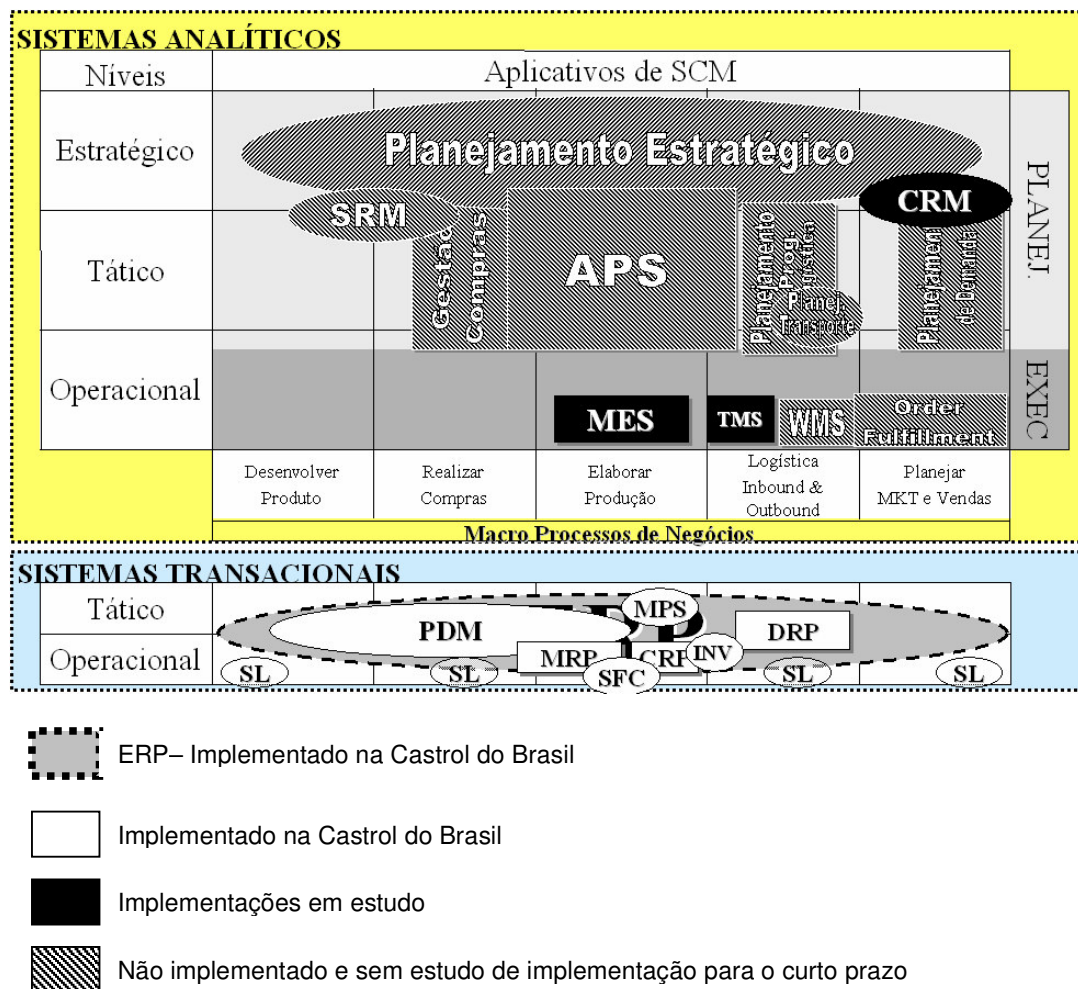 SISTEMAS ANALÍTICOS
Níveis
Aplicativos de SCM
Estratégico
Planejamento Estratégico
PLANEJ.
CRM
SRM
Tático
Gestão
Compras
APS
Planejamento
Prog.
Planej.
Transporte
de Demanda
Operacional
EXEC
MES
TMS
WMS
Order
Fulfillment
Desenvolver
Produto
Realizar
Compras
Elaborar
Produção
Logística
Inbound &
Outbound
Planejar
MKT e Vendas
Macro Processos de Negócios
SISTEMAS TRANSACIONAIS
Tático
MPS
PDM
DRP
Operacional
MRP
CRP
INV
SL
SL
SFC
SL
SL
ERP– Implementado na Castrol do Brasil
Implementado na Castrol do Brasil
Implementações em estudo
Não implementado e sem estudo de implementação para o curto prazo